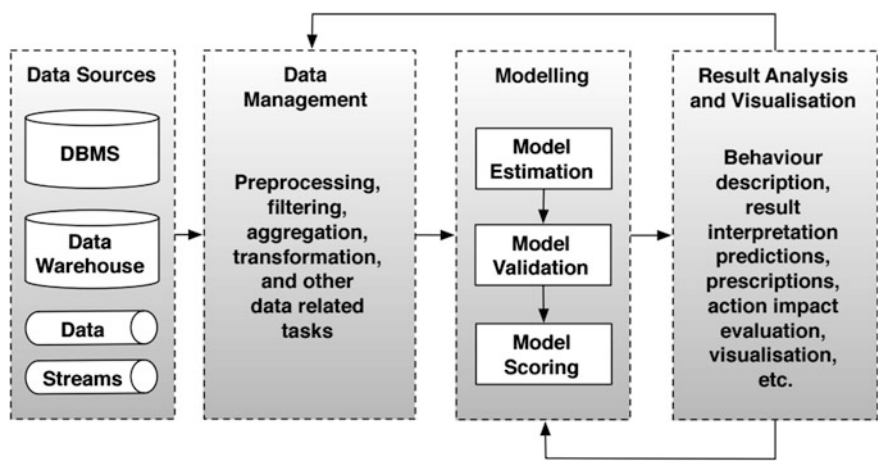 Data Sources
DBMS
Data
Warehouse
Data
Streams
Data
Management
Preprocessing,
filtering,
aggregation,
transformation,
and other
data related
tasks
Modelling
Model
Estimation
Model
Validation
Model
Scoring
Result Analysis
and Visualisation
Behaviour
description,
result
interpretation
predictions,
prescriptions,
action impact
evaluation,
visualisation,
etc.